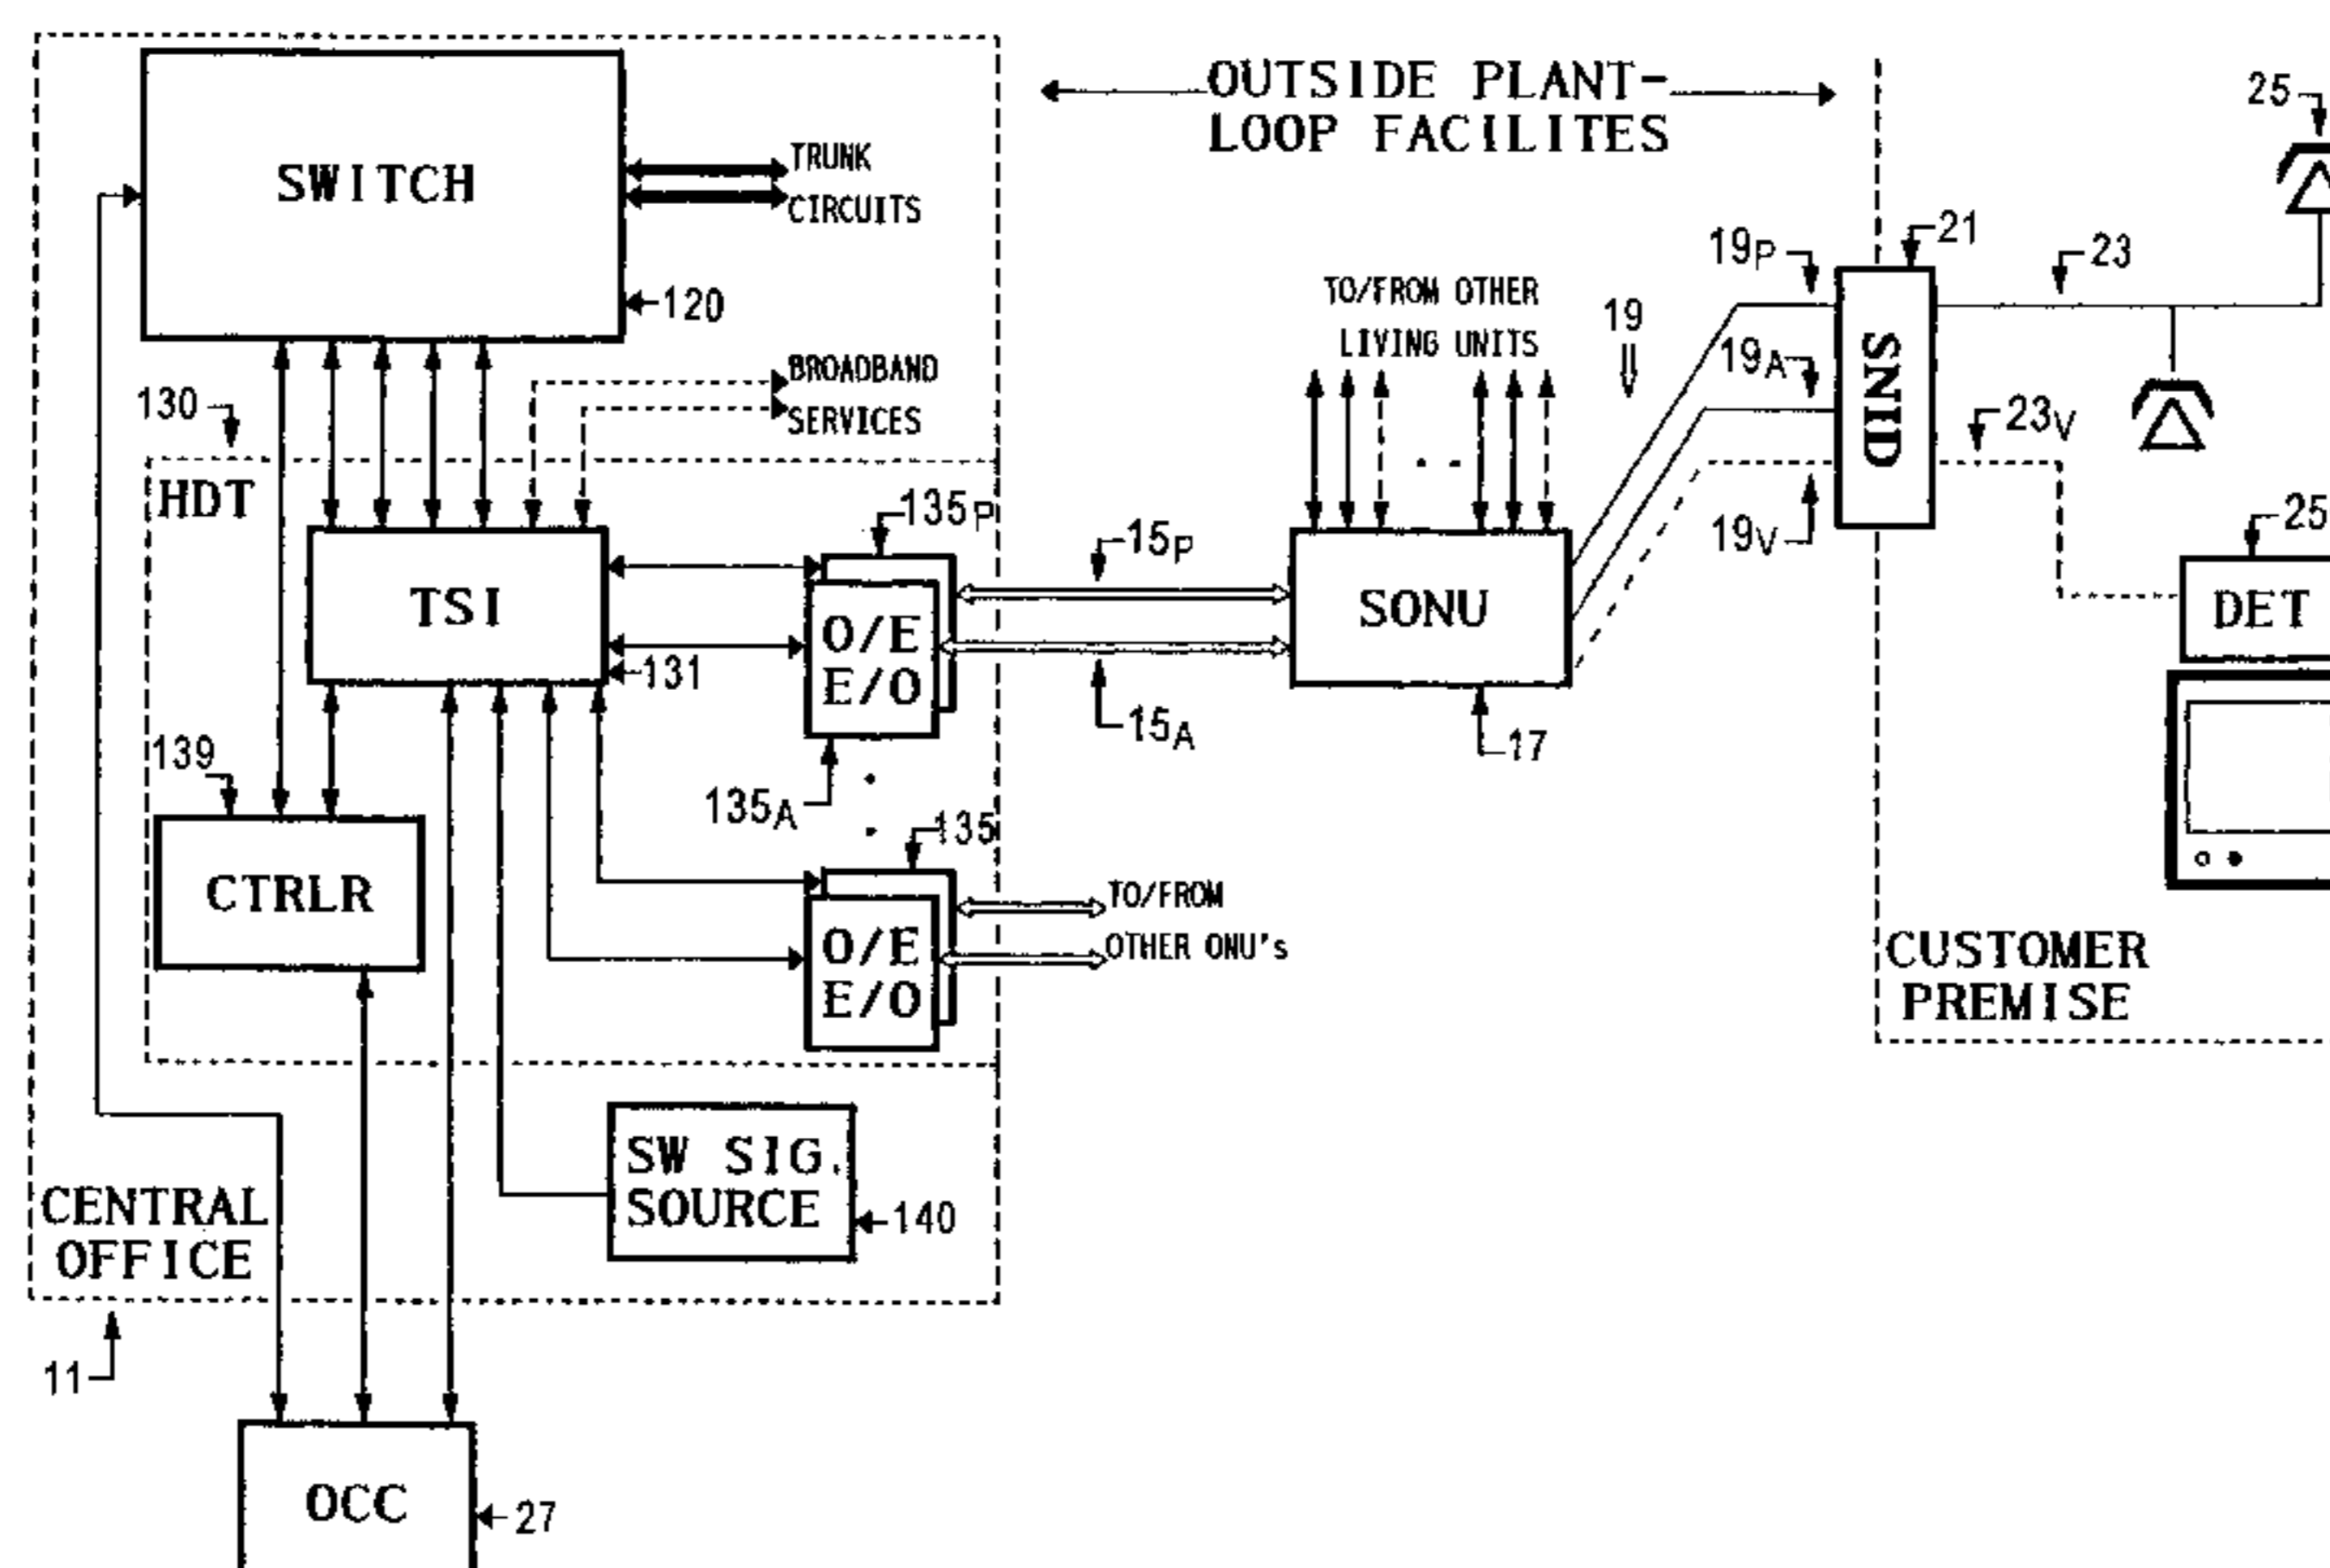 OUTSIDE PLANT-
LOOP FACILITES
25
SWITCH
TRUNK
CIRCUITS
120
21
19P
23
TO/FROM OTHER
LIVING UNITS
19
19A
SNID
BROADBAND
SERVICES
130
23V
HDT
135P
15P
19V
25
TSI
O/E
E/O
SONU
DET
131
15A
17
139
135A
135
CTRLR
O/E
E/O
TO/FROM
OTHER ONU's
CUSTOMER
PREMISE
SW SIG.
SOURCE
140
CENTRAL
OFFICE
11
OCC
27